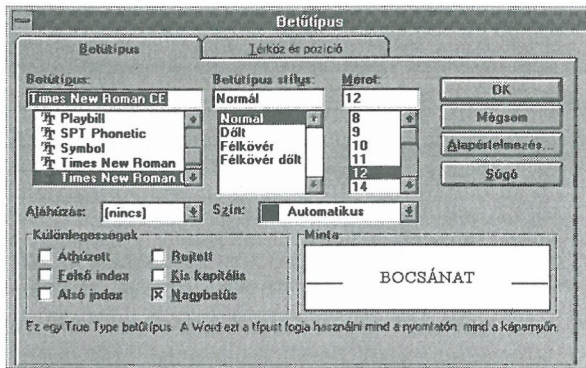 Betűtípus
Betűtípus Térköz és pozíció
Betűtípus: Betűtípus stílys: Méret:
Times New Roman CE Normál 12
Playbill Normál 8
SPT Phonetic Dőlt 9
Symbol Félkövér 10
Times New Roman Félkövér dőlt 11
Times New Roman 12
14
OK
Mégsem
Alapértelmezés...
Súgó
Aláhúzás: (nincs) Szín: Automatikus
Különlegességek
Áthúzott Rejtett
Felső index Kis kapitális
Alsó index Nagybetűs
Minta
BOCSÁNAT
Ez egy True Type betűtípus. A Word ezt a típust fogja használni mind a nyomtatón, mind a képernyőn.